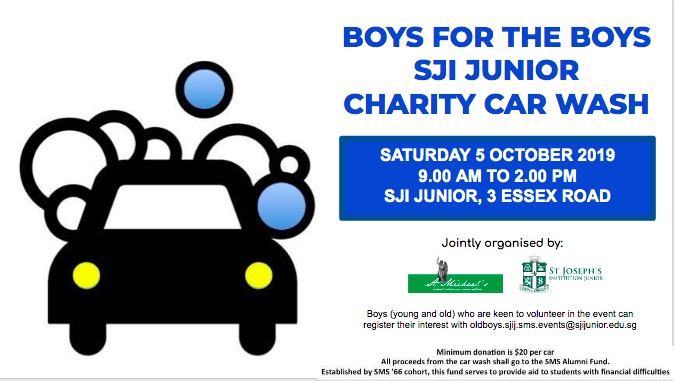 BOYS FOR THE BOYS
SJI JUNIOR
CHARITY CAR WASH
SATURDAY 5 OCTOBER 2019
9.00 AM TO 2.00 PM
SJI JUNIOR, 3 ESSEX ROAD
Jointly organised by:
St Michael's
ST JOSEPH'S
INSTITUTION JUNIOR
Boys (young and old) who are keen to volunteer in the event can
register their interest with oldboys.sjij.sms.events@sjijunior.edu.sg
Minimum donation is $20 per car
All proceeds from the car wash shall go to the SMS Alumni Fund.
Established by SMS '66 cohort, this fund serves to provide aid to students with financial difficulties